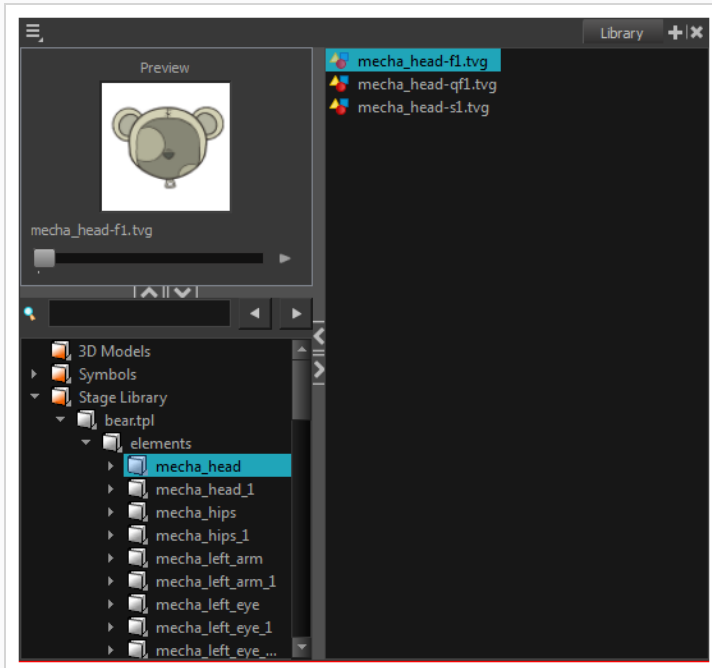 Library
Preview
mecha_head-f1.tvg
mecha_head-f1.tvg
mecha_head-qf1.tvg
mecha_head-s1.tvg
3D Models
Symbols
Stage Library
bear.tpl
elements
mecha_head
mecha_head_1
mecha_hips
mecha_hips_1
mecha_left_arm
mecha_left_arm_1
mecha_left_eye
mecha_left_eye_1
mecha_left_eye_...